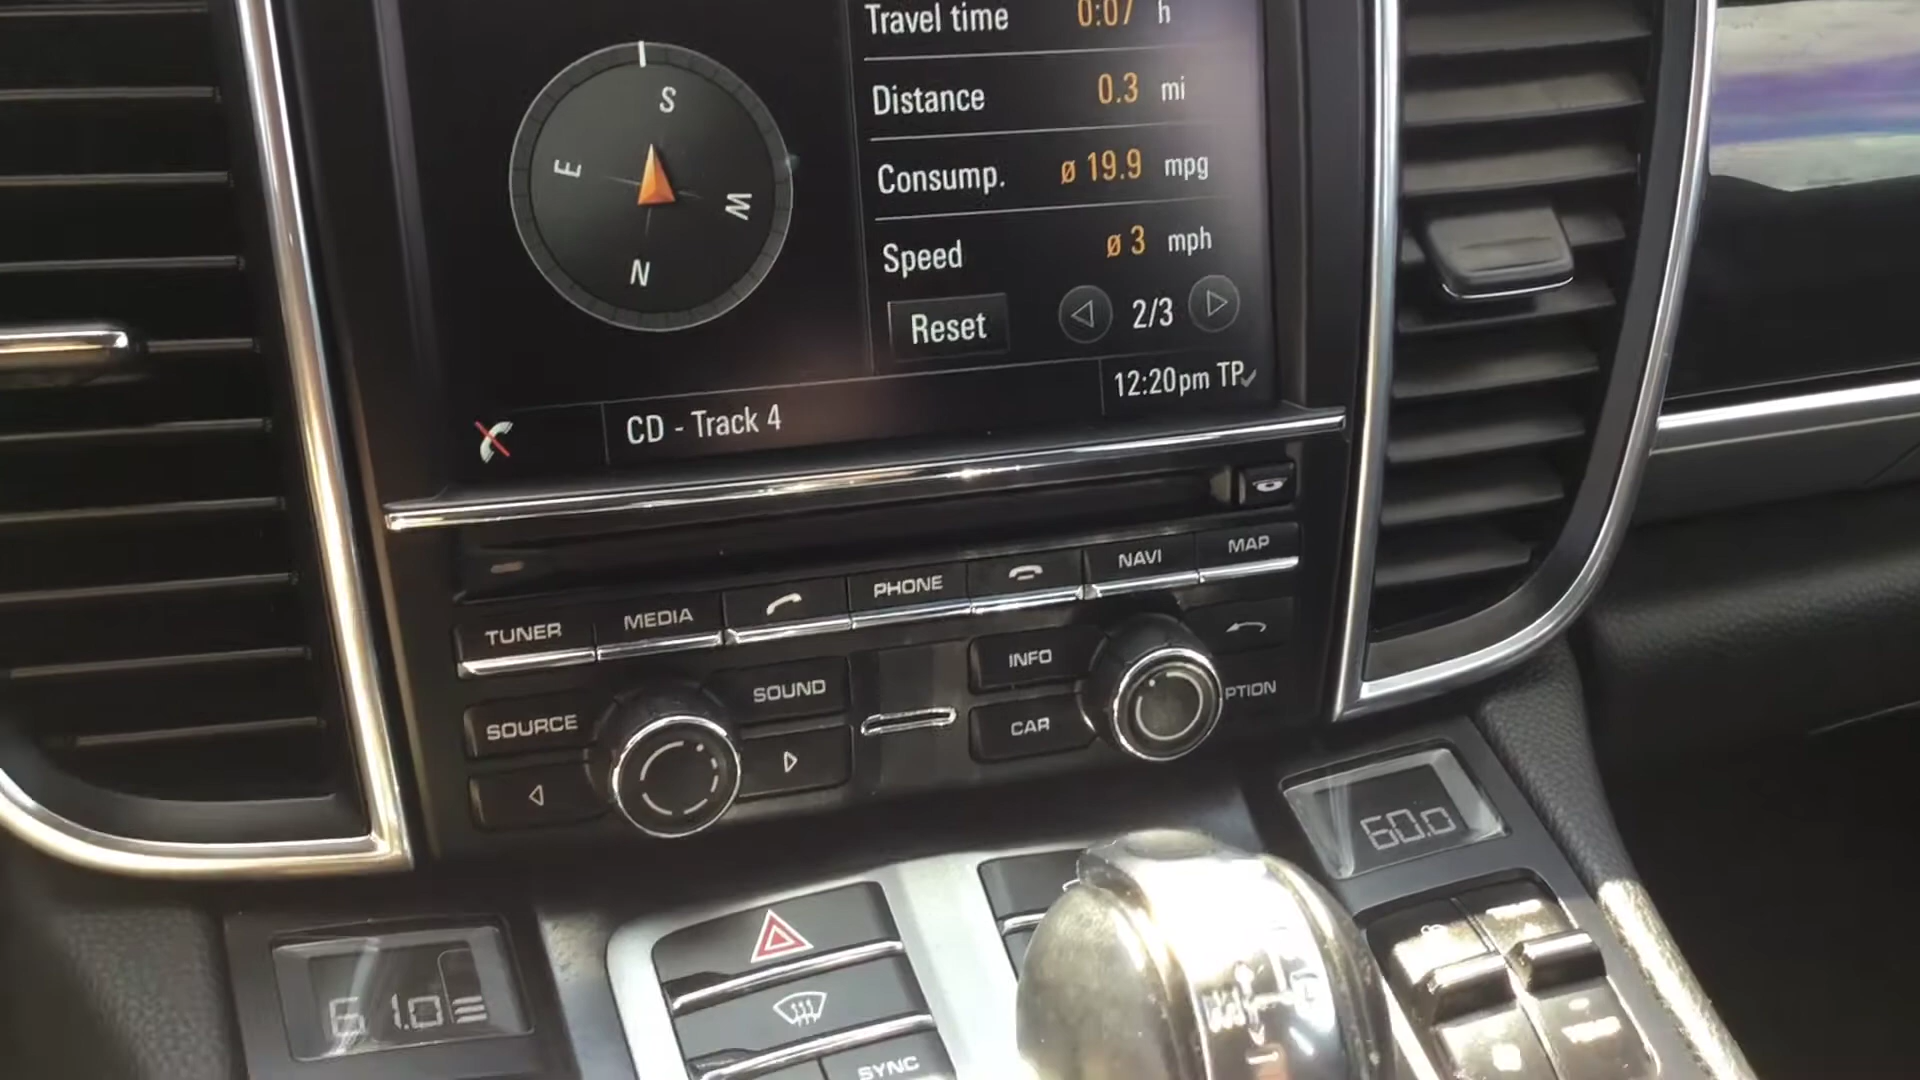 Travel time 0:07 h
S
Distance 0.3 mi
E
W
Consump. ø 19.9 mpg
N
Speed ø 3 mph
Reset 2/3
12:20pm TP
CD - Track 4
TUNER MEDIA PHONE NAVI MAP
SOURCE SOUND INFO
CAR PTION
60.0
61.0
SYNC